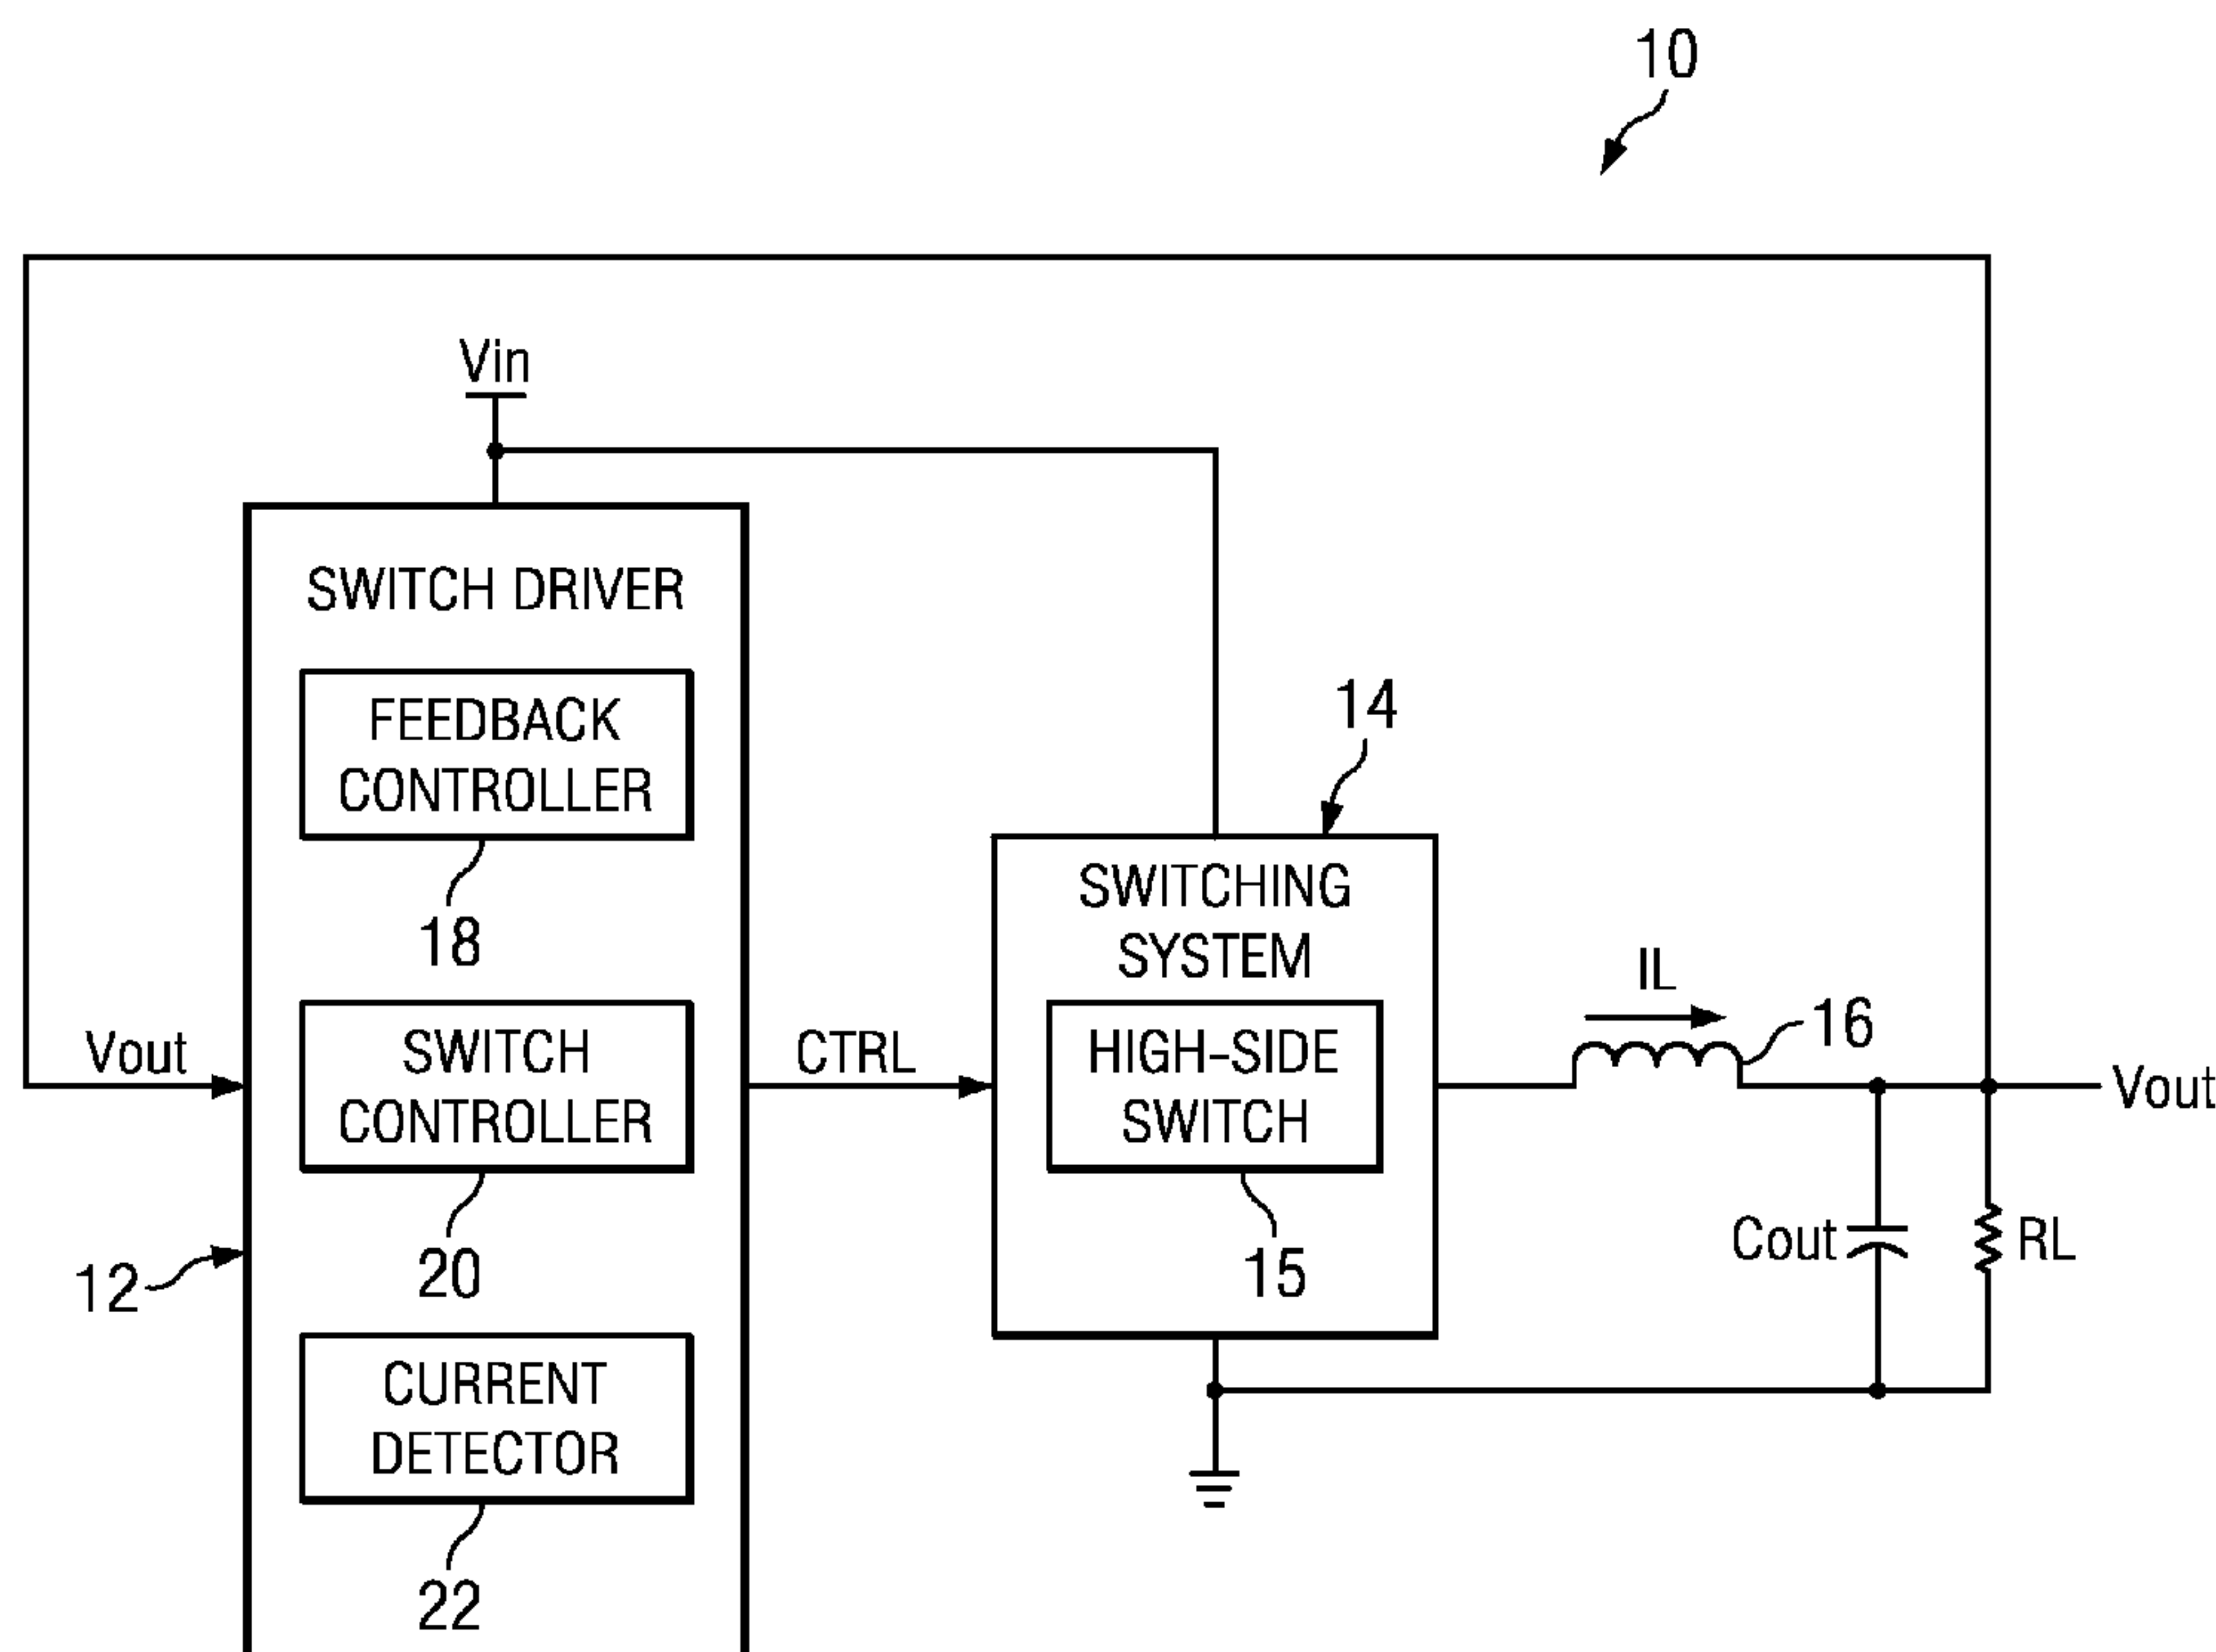 10
Vin
SWITCH DRIVER
FEEDBACK
CONTROLLER
18
Vout
SWITCH
CONTROLLER
20
12
CURRENT
DETECTOR
22
CTRL
14
SWITCHING
SYSTEM
HIGH-SIDE
SWITCH
15
IL
16
Vout
Cout
RL